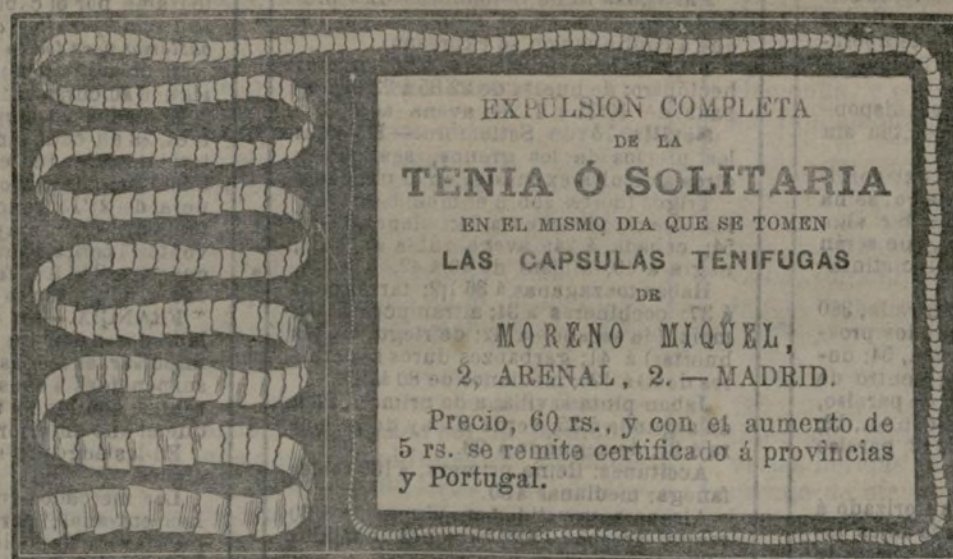 EXPULSION COMPLETA
DE LA
TENIA Ó SOLITARIA
EN EL MISMO DIA QUE SE TOMEN
LAS CAPSULAS TENIFUGAS
DE
MORENO MIQUEL,
2, ARENAL, 2. — MADRID.
Precio, 60 rs., y con el aumento de
5 rs. se remite certificado á provincias
y Portugal.